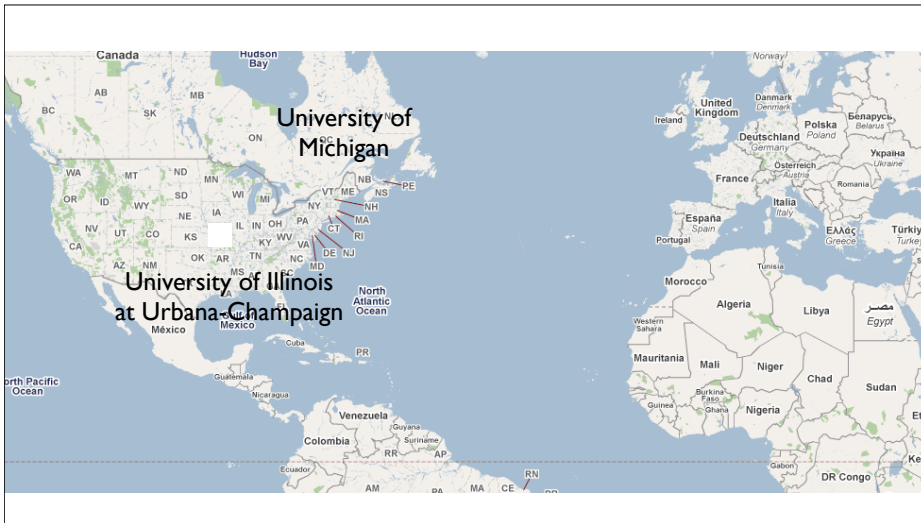 Canada
Hudson
Bay
AB
MB
BC
SK
ON
University of
Michigan
NB
PE
NS
WA
MT
ND
MN
VT
ME
OR
ID
WY
SD
WI
MI
NY
NH
NE
IA
MA
NV
UT
CO
KS
IL
IN
OH
PA
CT
RI
CA
KY
WV
VA
NJ
DE
MD
AZ
NM
OK
AR
TN
NC
MS
SC
University of Illinois
at Urbana-Champaign
North
Atlantic
Ocean
Mexico
México
Cuba
PR
North Pacific
Ocean
Guatemala
Nicaragua
Venezuela
Guyana
Suriname
Colombia
RR
AP
Ecuador
AM
PA
MA
CE
RN
Norway
United
Kingdom
Ireland
Danmark
Denmark
Deutschland
Germany
Polska
Poland
Беларусь
Belarus
Україна
Ukraine
Österreich
Austria
France
Romania
Italia
Italy
España
Spain
Portugal
Ελλάς
Greece
Türkiy
Turkey
Tunisia
Morocco
Algeria
Libya
مصر
Egypt
Western
Sahara
Mauritania
Mali
Niger
Chad
Sudan
Burkina
Faso
Guinea
Ghana
Nigeria
Gabon
DR Congo
Ke